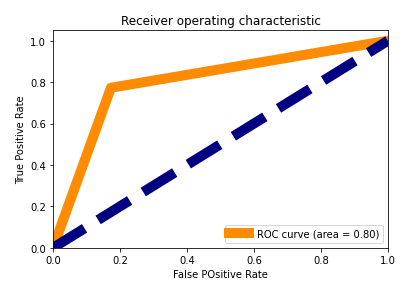 Receiver operating characteristic
1.0
0.8
0.6
0.4
0.2
0.0
True Positive Rate
ROC curve (area = 0.80)
0.0 0.2 0.4 0.6 0.8 1.0
False POsitive Rate